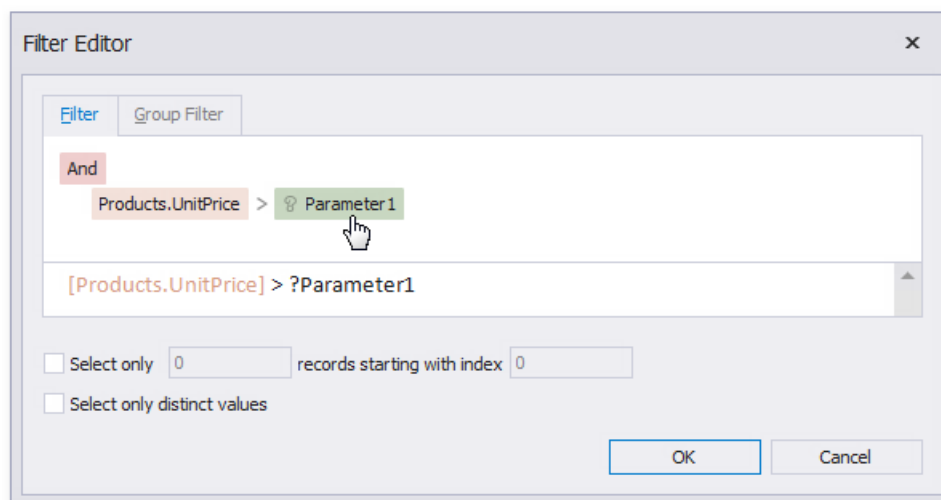 Filter Editor
Filter Group Filter
And
Products.UnitPrice > ? Parameter1
[Products.UnitPrice] > ?Parameter1
Select only 0 records starting with index 0
Select only distinct values
OK Cancel